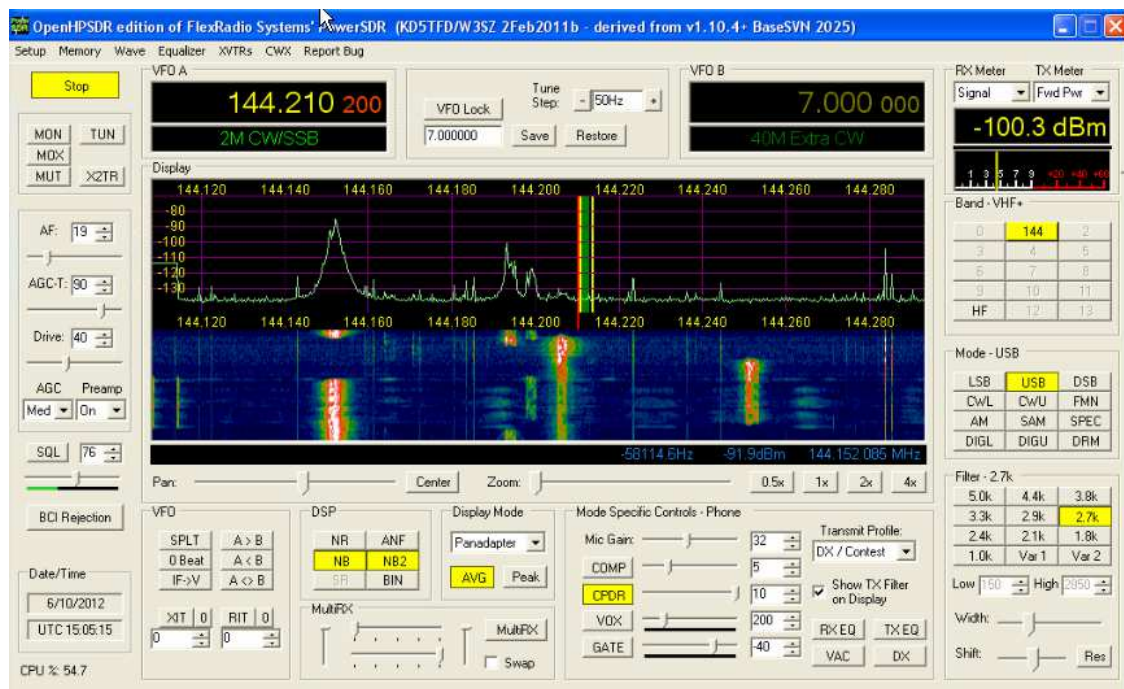 OpenHPSDR edition of FlexRadio Systems' PowerSDR (KD5TFD/W3SZ 2Feb2011b - derived from v1.10.4+ BaseSVN 2025)
Setup Memory Wave Equalizer XVTRs CWX Report Bug
Stop
MON TUN
MOX
MUT X2TR
AF: 19
AGC-T: 90
Drive: 40
AGC Preamp
Med On
SQL 76
BCI Rejection
Date/Time
6/10/2012
UTC 15:05:15
CPU %: 54.7
VFO A
144.210 200
2M CW/SSB
VFO Lock
Tune Step: - 50Hz +
7.000000 Save Restore
VFO B
7.000 000
40M Extra CW
Display
144.120 144.140 144.160 144.180 144.200 144.220 144.240 144.260 144.280
-80
-90
-100
-110
-120
-130
144.120 144.140 144.160 144.180 144.200 144.220 144.240 144.260 144.280
-58114.6Hz -91.9dBm 144.152 085 MHz
Pan: Center Zoom: 0.5x 1x 2x 4x
VFO
SPLT A > B
0 Beat A < B
IF->V A <> B
XIT 0 RIT 0
0 0
DSP
NR ANF
NB NB2
SR BIN
Display Mode
Panadapter
AVG Peak
MultiRX
MultiRX
Swap
Mode Specific Controls - Phone
Mic Gain: 32
COMP 5
CPDR 10
VOX 200
GATE -40
Transmit Profile:
DX / Contest
Show TX Filter
on Display
RX EQ TX EQ
VAC DX
RX Meter TX Meter
Signal Fwd Pwr
-100.3 dBm
1 3 5 7 9 +20 +40 +60
Band - VHF+
0 144 2
3 4 5
6 7 8
9 10 11
HF 12 13
Mode - USB
LSB USB DSB
CWL CWU FMN
AM SAM SPEC
DIGL DIGU DRM
Filter - 2.7k
5.0k 4.4k 3.8k
3.3k 2.9k 2.7k
2.4k 2.1k 1.8k
1.0k Var 1 Var 2
Low 150 High 2850
Width:
Shift: Res